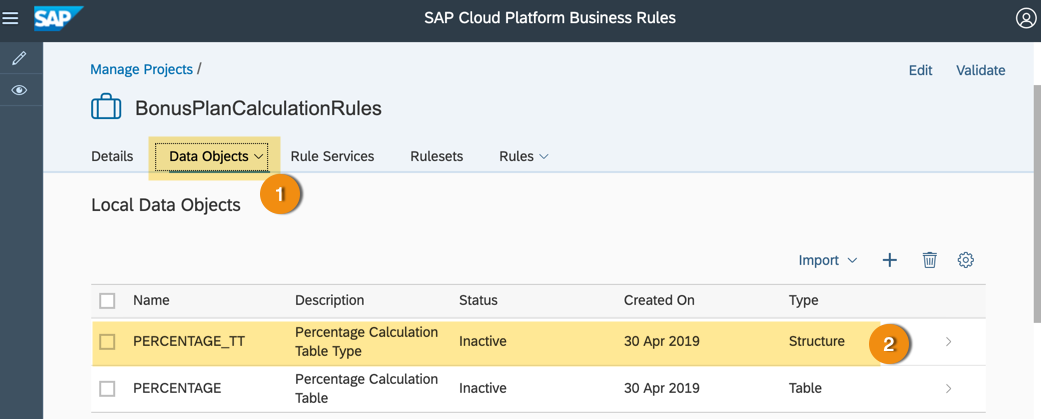 SAP SAP Cloud Platform Business Rules
Manage Projects /
Edit Validate
BonusPlanCalculationRules
Details Data Objects Rule Services Rulesets Rules
1
Local Data Objects
Import
Name Description Status Created On Type
PERCENTAGE_TT Percentage Calculation Table Type Inactive 30 Apr 2019 Structure 2
PERCENTAGE Percentage Calculation Table Inactive 30 Apr 2019 Table